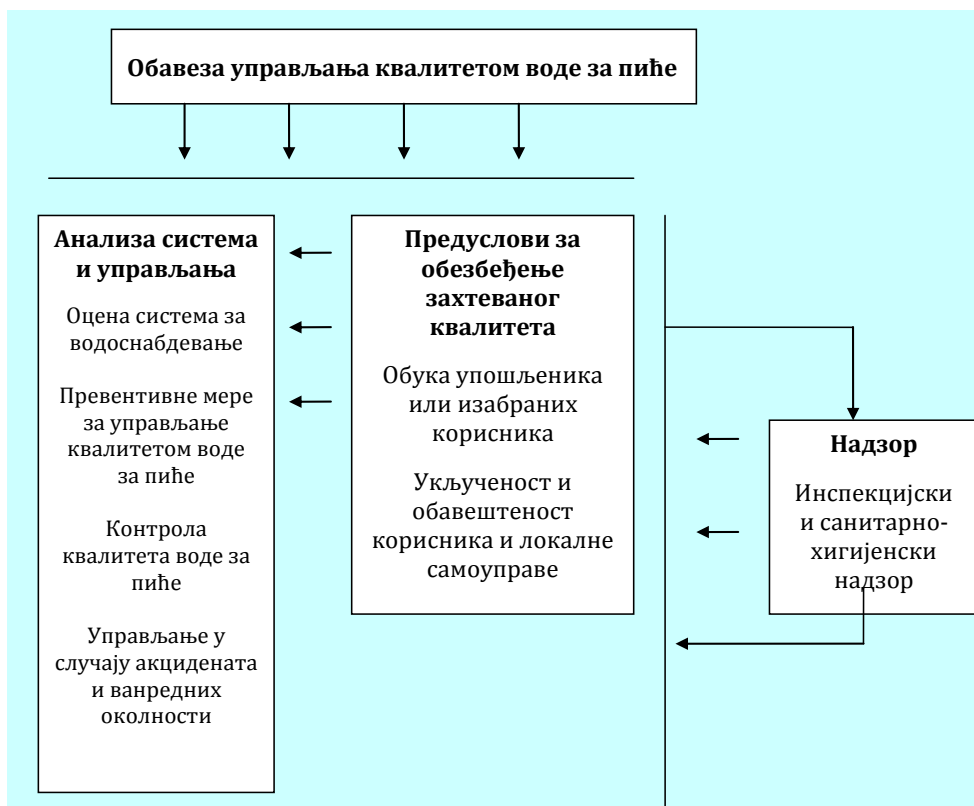 Обавеза управљања квалитетом воде за пиће
Анализа система
и управљања
Оцена система за
водоснабдевање
Превентивне мере
за управљање
квалитетом воде
за пиће
Контрола
квалитета воде за
пиће
Управљање у
случају акцидената
и ванредних
околности
Предуслови за
обезбеђење
захтеваног
квалитета
Обука упошљеника
или изабраних
корисника
Укљученост и
обавештеност
корисника и локалне
самоуправе
Надзор
Инспекцијски
и санитарно-
хигијенски
надзор